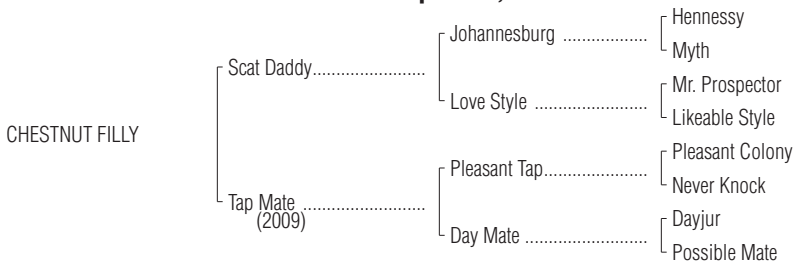 Hennessy
Johannesburg ......................
Myth
Scat Daddy........................
Mr. Prospector
Love Style ........................
Likeable Style
CHESTNUT FILLY
Pleasant Colony
Pleasant Tap......................
Never Knock
Tap Mate ..........................
(2009)
Dayjur
Day Mate ..........................
Possible Mate